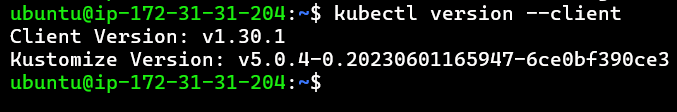 ubuntu@ip-172-31-31-204:~$ kubectl version --client
Client Version: v1.30.1
Kustomize Version: v5.0.4-0.20230601165947-6ce0bf390ce3
ubuntu@ip-172-31-31-204:~$